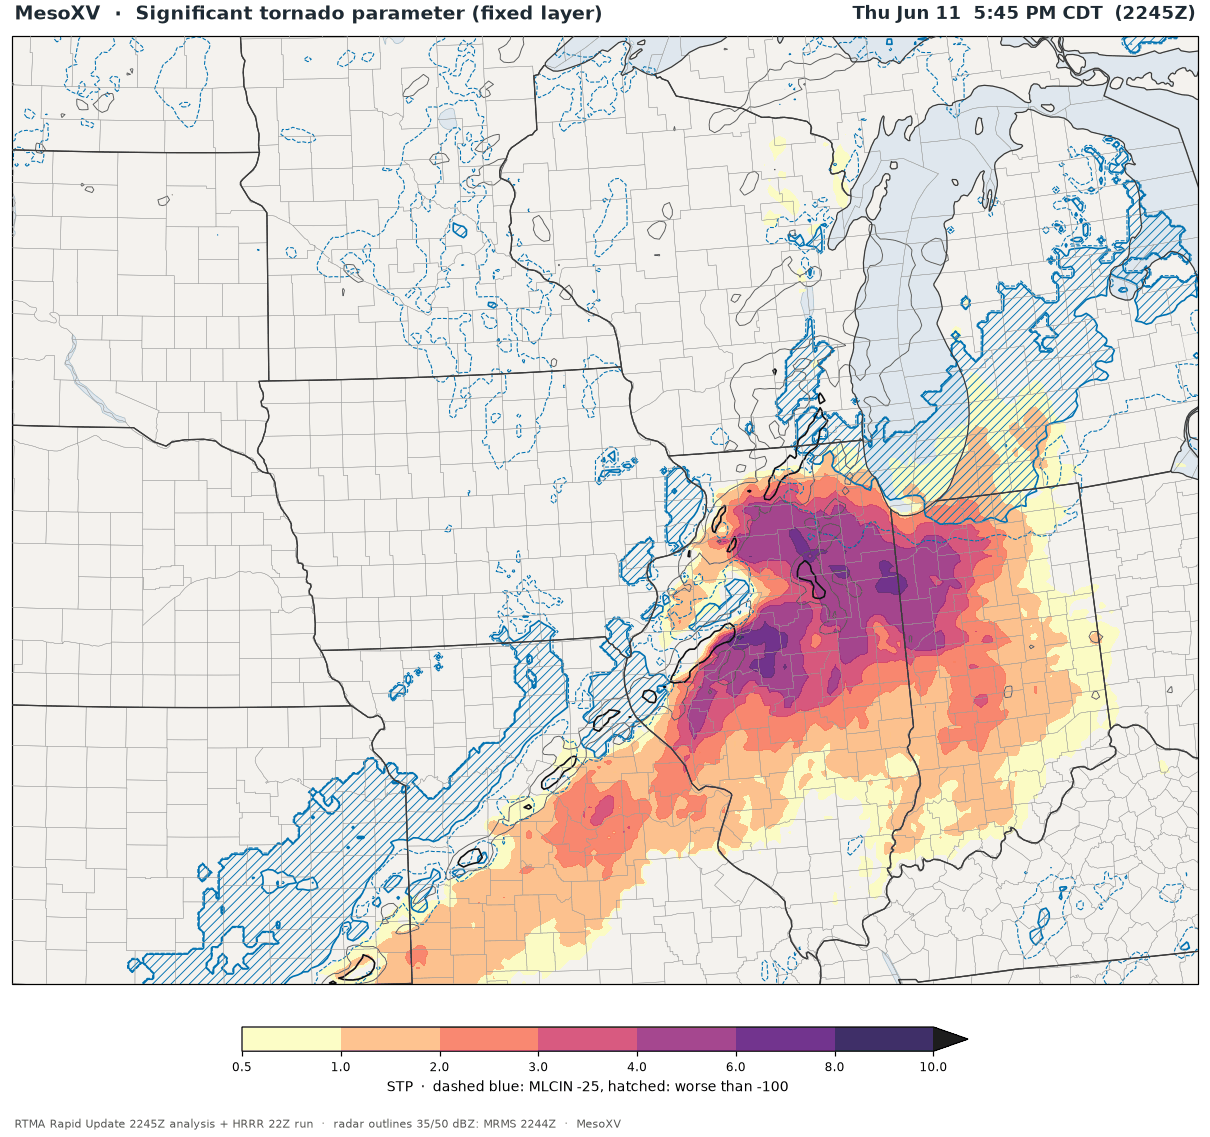 MesoXV · Significant tornado parameter (fixed layer)
Thu Jun 11 5:45 PM CDT (2245Z)
0.5 1.0 2.0 3.0 4.0 6.0 8.0 10.0
STP · dashed blue: MLCIN -25, hatched: worse than -100
RTMA Rapid Update 2245Z analysis + HRRR 22Z run · radar outlines 35/50 dBZ: MRMS 2244Z · MesoXV